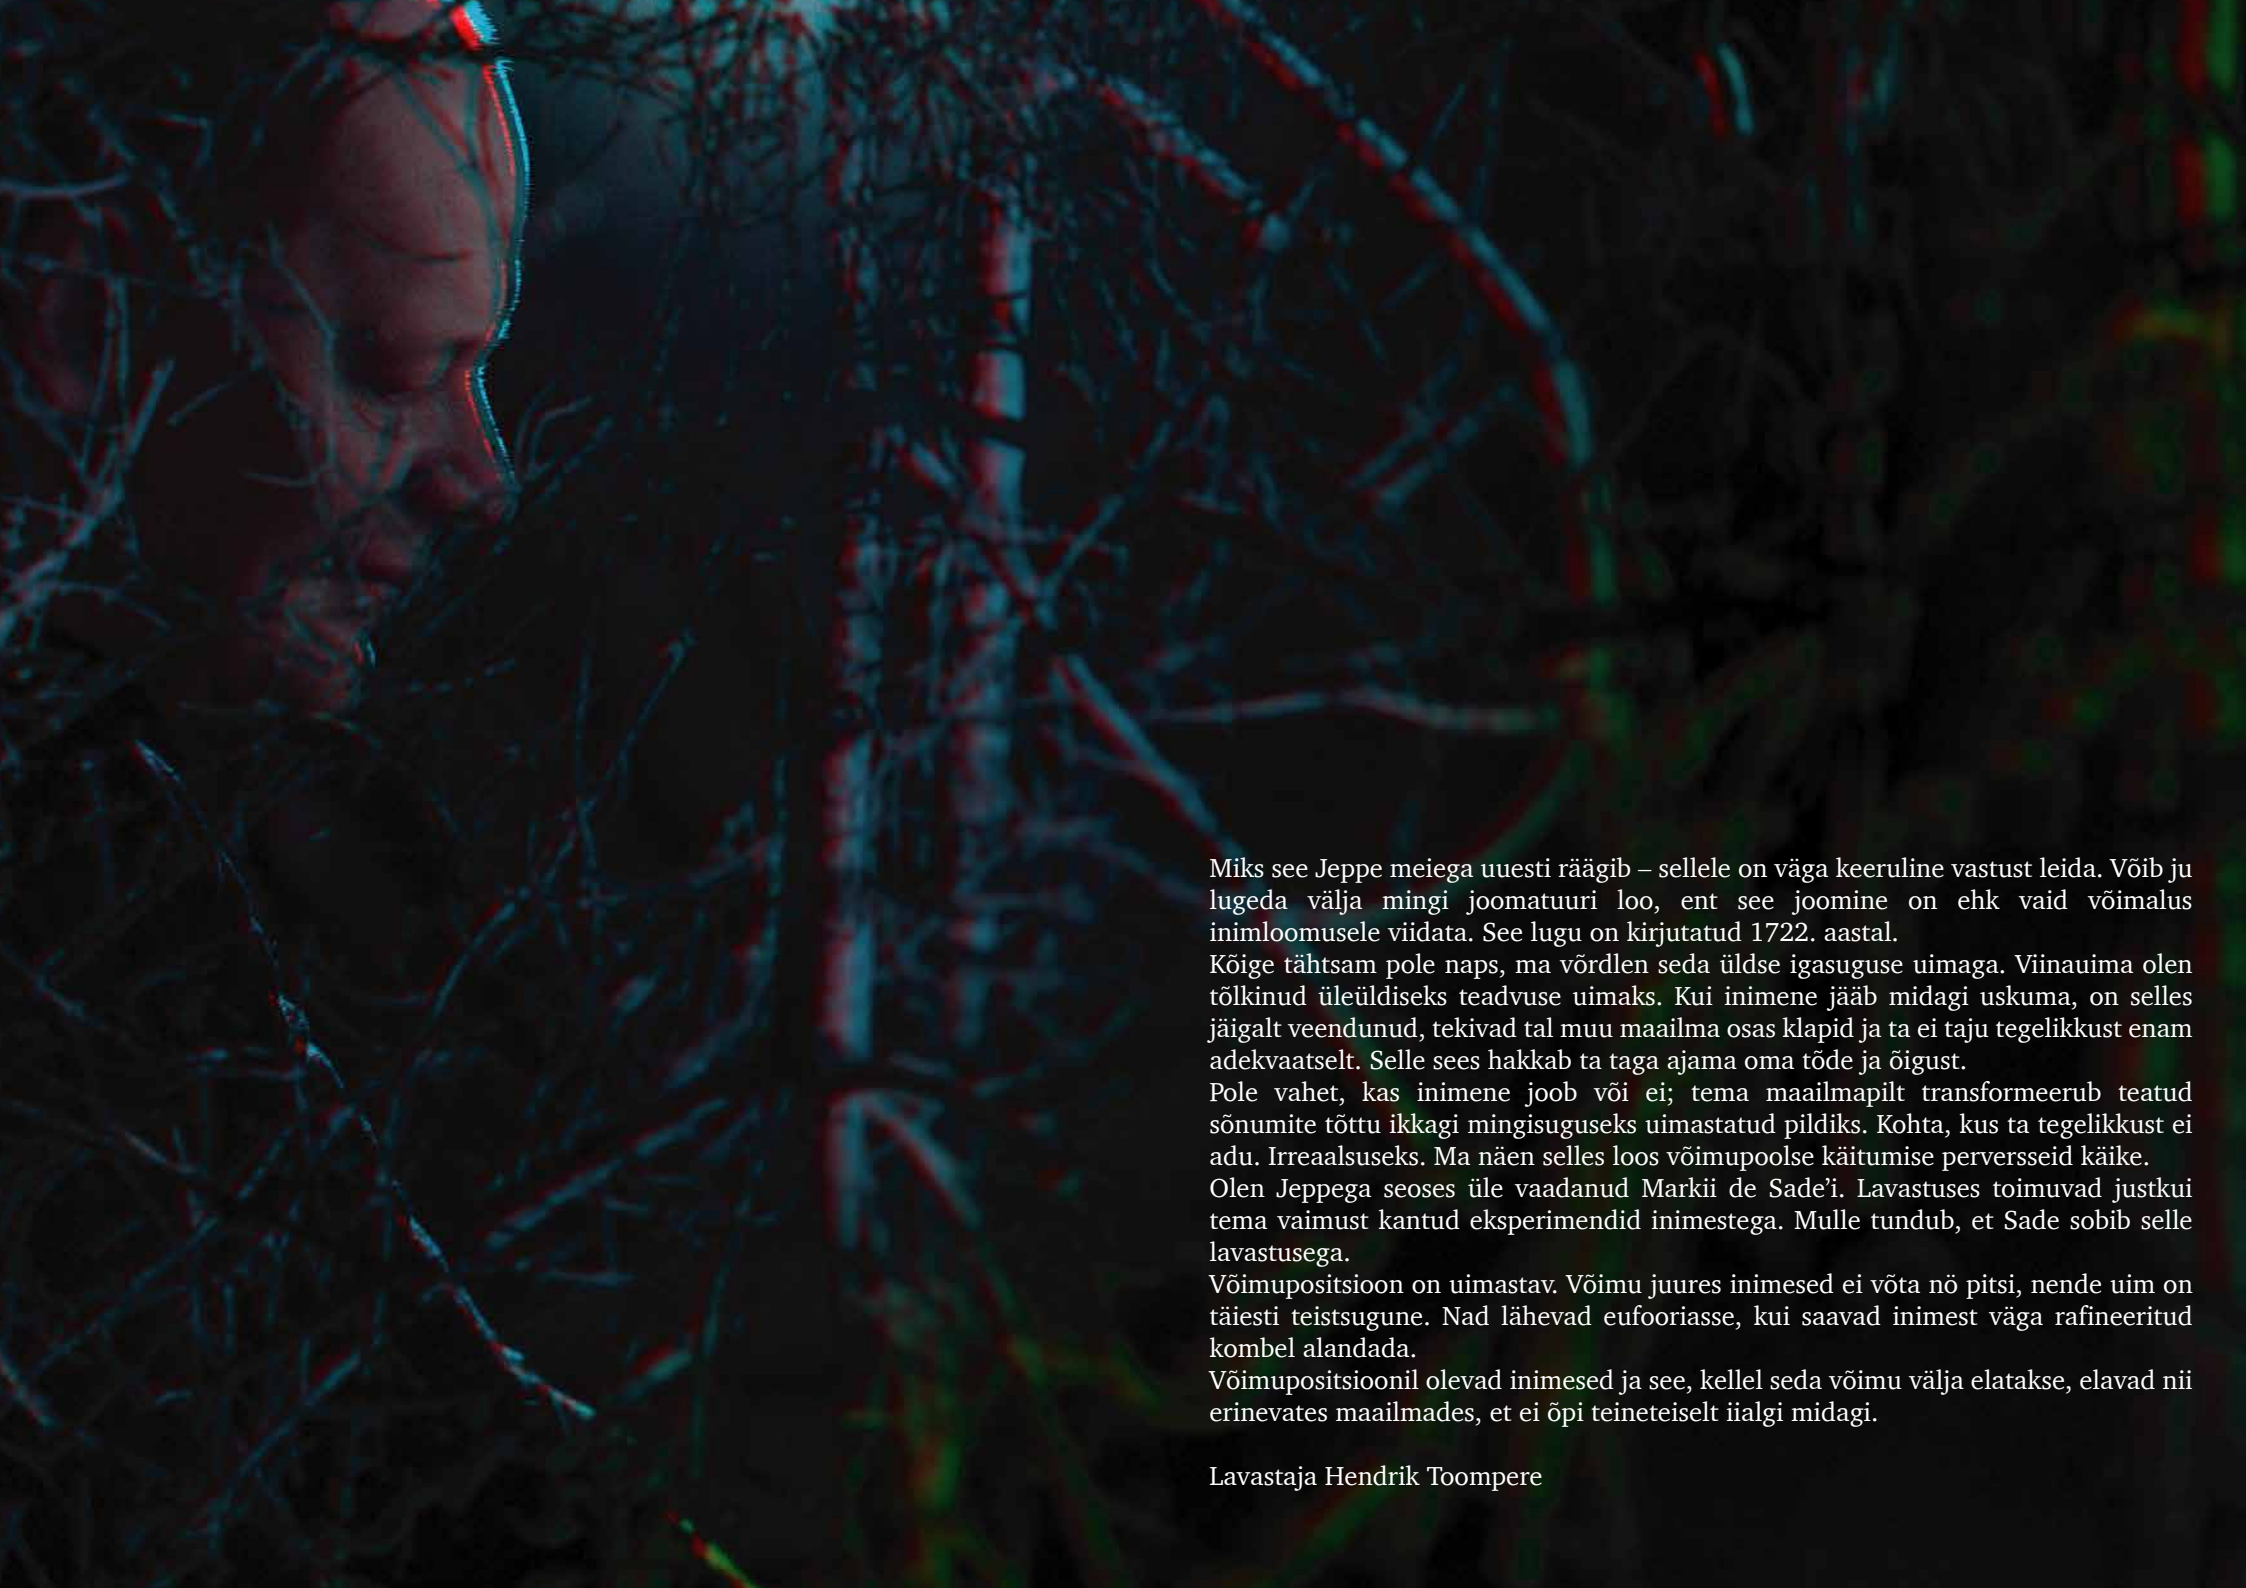 Miks see Jeppe meiega uuesti räägib – sellele on väga keeruline vastust leida. Võib ju
lugeda välja mingi joomatuuri loo, ent see joomine on ehk vaid võimalus
inimloomusele viidata. See lugu on kirjutatud 1722. aastal.
Kõige tähtsam pole naps, ma võrdlen seda üldse igasuguse uimaga. Viinauima olen
tõlkinud üleüldiseks teadvuse uimaks. Kui inimene jääb midagi uskuma, on selles
jäigalt veendunud, tekivad tal muu maailma osas klapid ja ta ei taju tegelikkust enam
adekvaatselt. Selle sees hakkab ta taga ajama oma tõde ja õigust.
Pole vahet, kas inimene joob või ei; tema maailmapilt transformeerub teatud
sõnumite tõttu ikkagi mingisuguseks uimastatud pildiks. Kohta, kus ta tegelikkust ei
adu. Irreaalsuseks. Ma näen selles loos võimupoolse käitumise perversseid käike.
Olen Jeppega seoses üle vaadanud Markii de Sade’i. Lavastuses toimuvad justkui
tema vaimust kantud eksperimendid inimestega. Mulle tundub, et Sade sobib selle
lavastusega.
Võimupositsioon on uimastav. Võimu juures inimesed ei võta nö pitsi, nende uim on
täiesti teistsugune. Nad lähevad eufooriasse, kui saavad inimest väga rafineeritud
kombel alandada.
Võimupositsioonil olevad inimesed ja see, kellel seda võimu välja elatakse, elavad nii
erinevates maailmades, et ei õpi teineteiselt iialgi midagi.
Lavastaja Hendrik Toompere